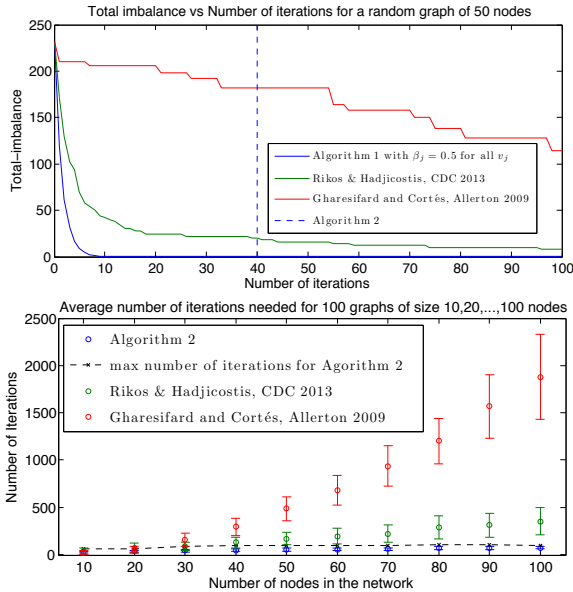 Total imbalance vs Number of iterations for a random graph of 50 nodes
250
200
150
100
50
0
Total-imbalance
Algorithm 1 with βj = 0.5 for all vj
Rikos & Hadjicostis, CDC 2013
Gharesifard and Cortés, Allerton 2009
Algorithm 2
0 10 20 30 40 50 60 70 80 90 100
Number of iterations
Average number of iterations needed for 100 graphs of size 10,20,...,100 nodes
2500
2000
1500
1000
500
0
Number of Iterations
Algorithm 2
max number of iterations for Agorithm 2
Rikos & Hadjicostis, CDC 2013
Gharesifard and Cortés, Allerton 2009
10 20 30 40 50 60 70 80 90 100
Number of nodes in the network